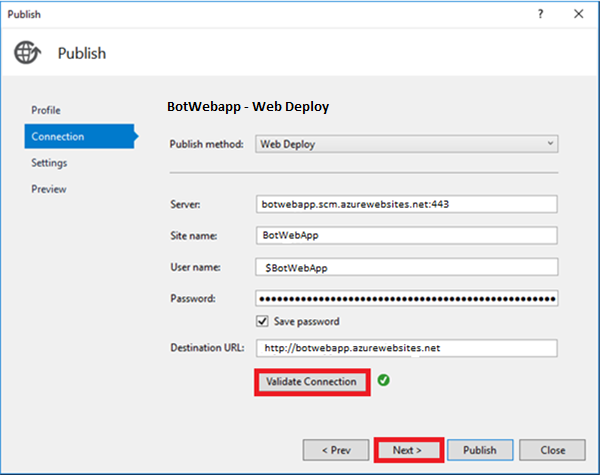 Publish
? ×
Publish
Profile
Connection
Settings
Preview
BotWebapp - Web Deploy
Publish method: Web Deploy
Server: botwebapp.scm.azurewebsites.net:443
Site name: BotWebApp
User name: $BotWebApp
Password: ••••••••••••••••••••••••••••••••••••••••••••••••••
Save password
Destination URL: http://botwebapp.azurewebsites.net
Validate Connection
< Prev Next > Publish Close